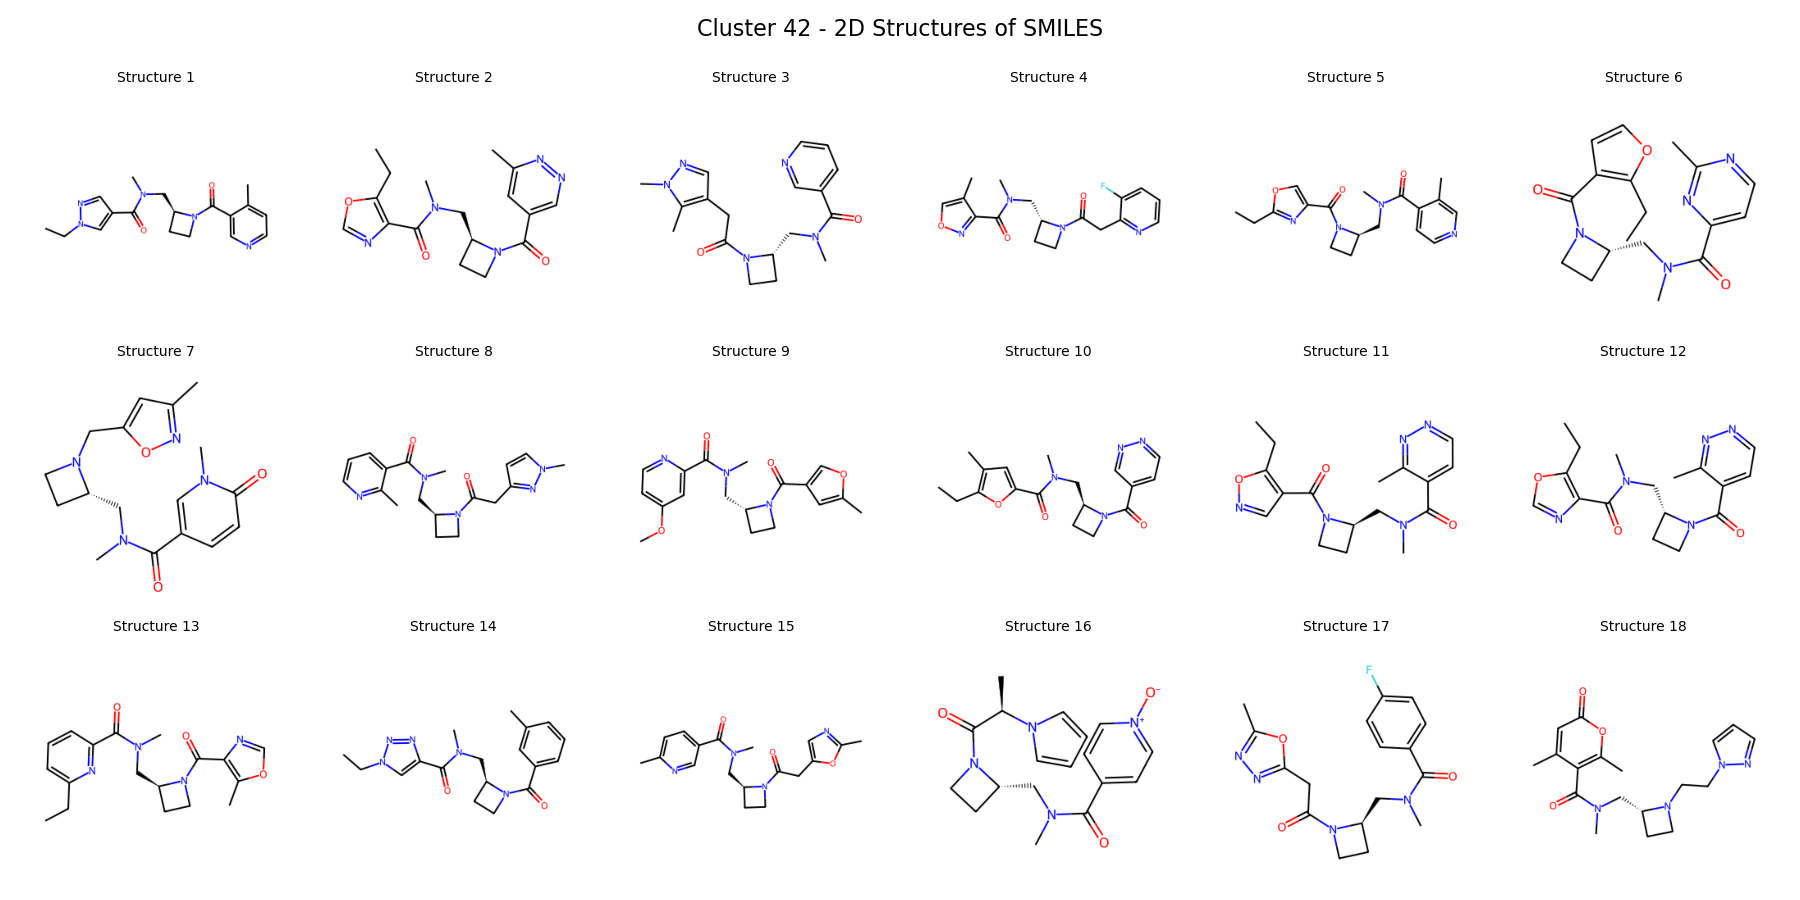 Cluster 42 - 2D Structures of SMILES
Structure 1
Structure 2
Structure 3
Structure 4
Structure 5
Structure 6
Structure 7
Structure 8
Structure 9
Structure 10
Structure 11
Structure 12
Structure 13
Structure 14
Structure 15
Structure 16
Structure 17
Structure 18